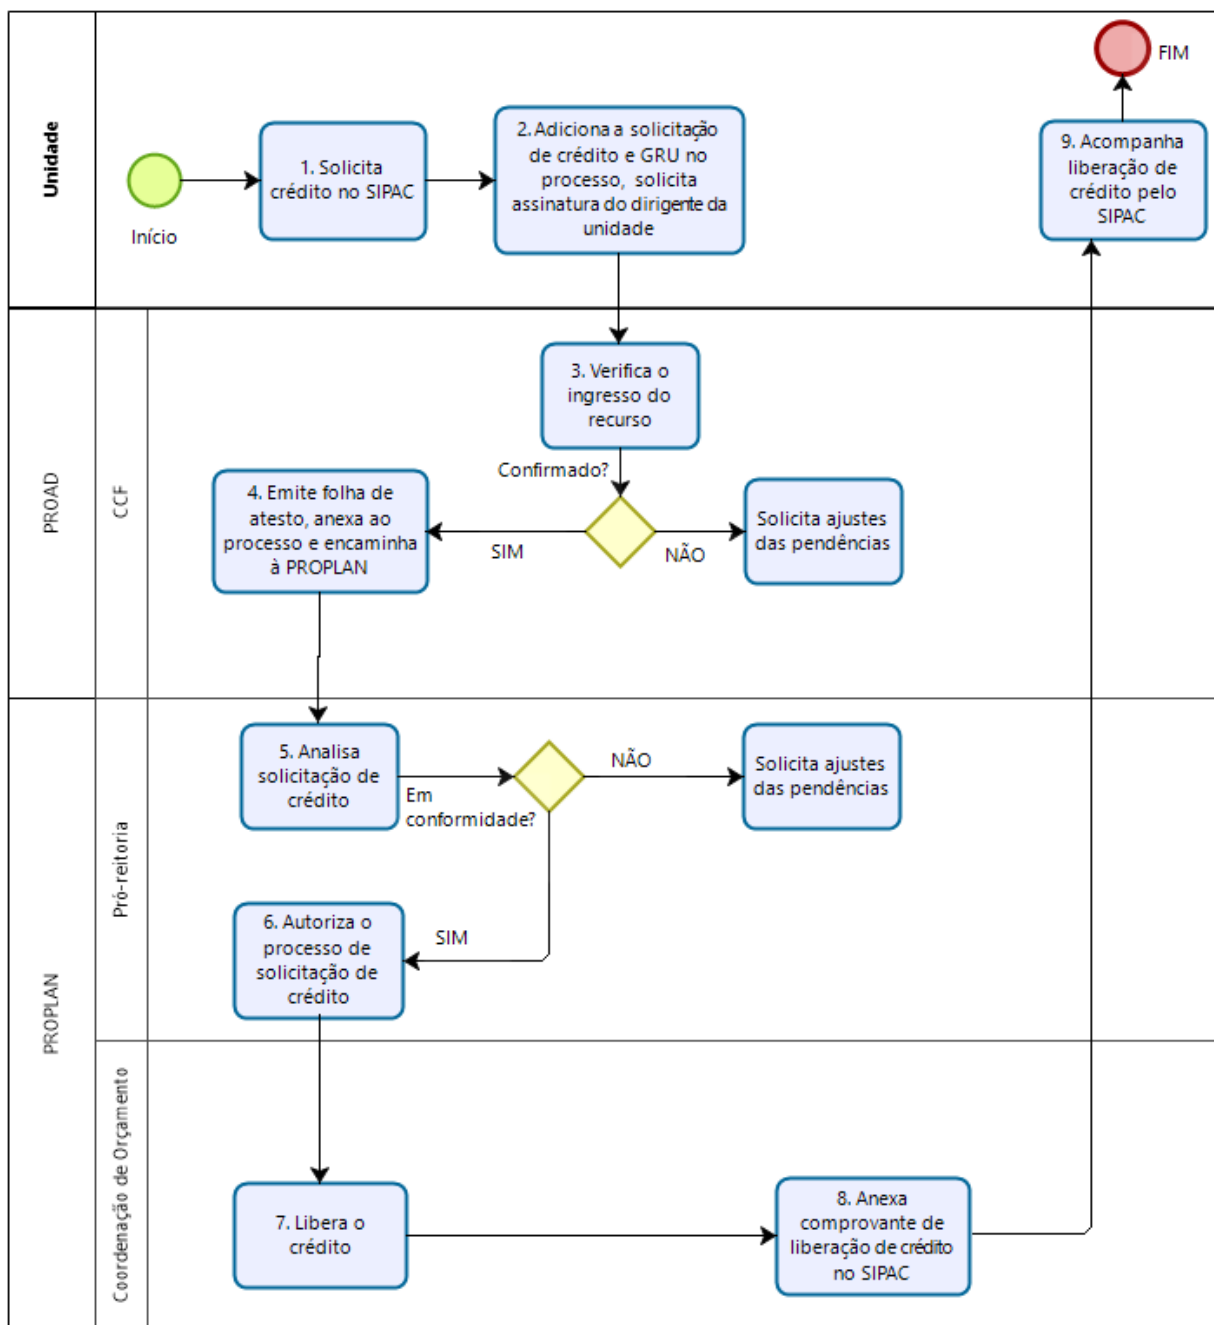 Unidade
Início
1. Solicita
crédito no SIPAC
2. Adiciona a solicitação
de crédito e GRU no
processo, solicita
assinatura do dirigente da
unidade
FIM
9. Acompanha
liberação de
crédito pelo
SIPAC
PROAD
CCF
3. Verifica o
ingresso do
recurso
Confirmado?
SIM
NÃO
4. Emite folha de
atesto, anexa ao
processo e encaminha
à PROPLAN
Solicita ajustes
das pendências
PROPLAN
Pró-reitoria
5. Analisa
solicitação de
crédito
Em
conformidade?
NÃO
Solicita ajustes
das pendências
SIM
6. Autoriza o
processo de
solicitação de
crédito
Coordenação de Orçamento
7. Libera o
crédito
8. Anexa
comprovante de
liberação de crédito
no SIPAC